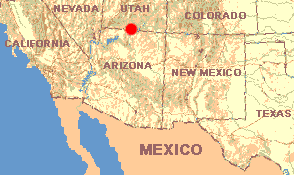 NEVADA
UTAH
COLORADO
CALIFORNIA
ARIZONA
NEW MEXICO
TEXAS
MEXICO